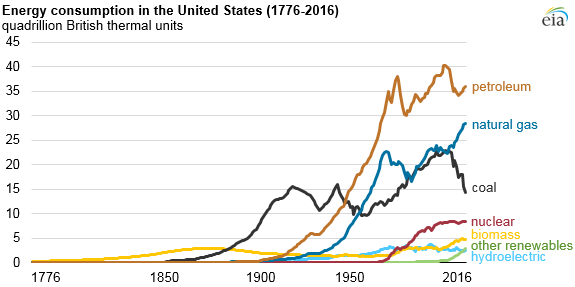 Energy consumption in the United States (1776-2016)
quadrillion British thermal units
eia
45
40
35
30
25
20
15
10
5
0
petroleum
natural gas
coal
nuclear
biomass
other renewables
hydroelectric
1776 1850 1900 1950 2016